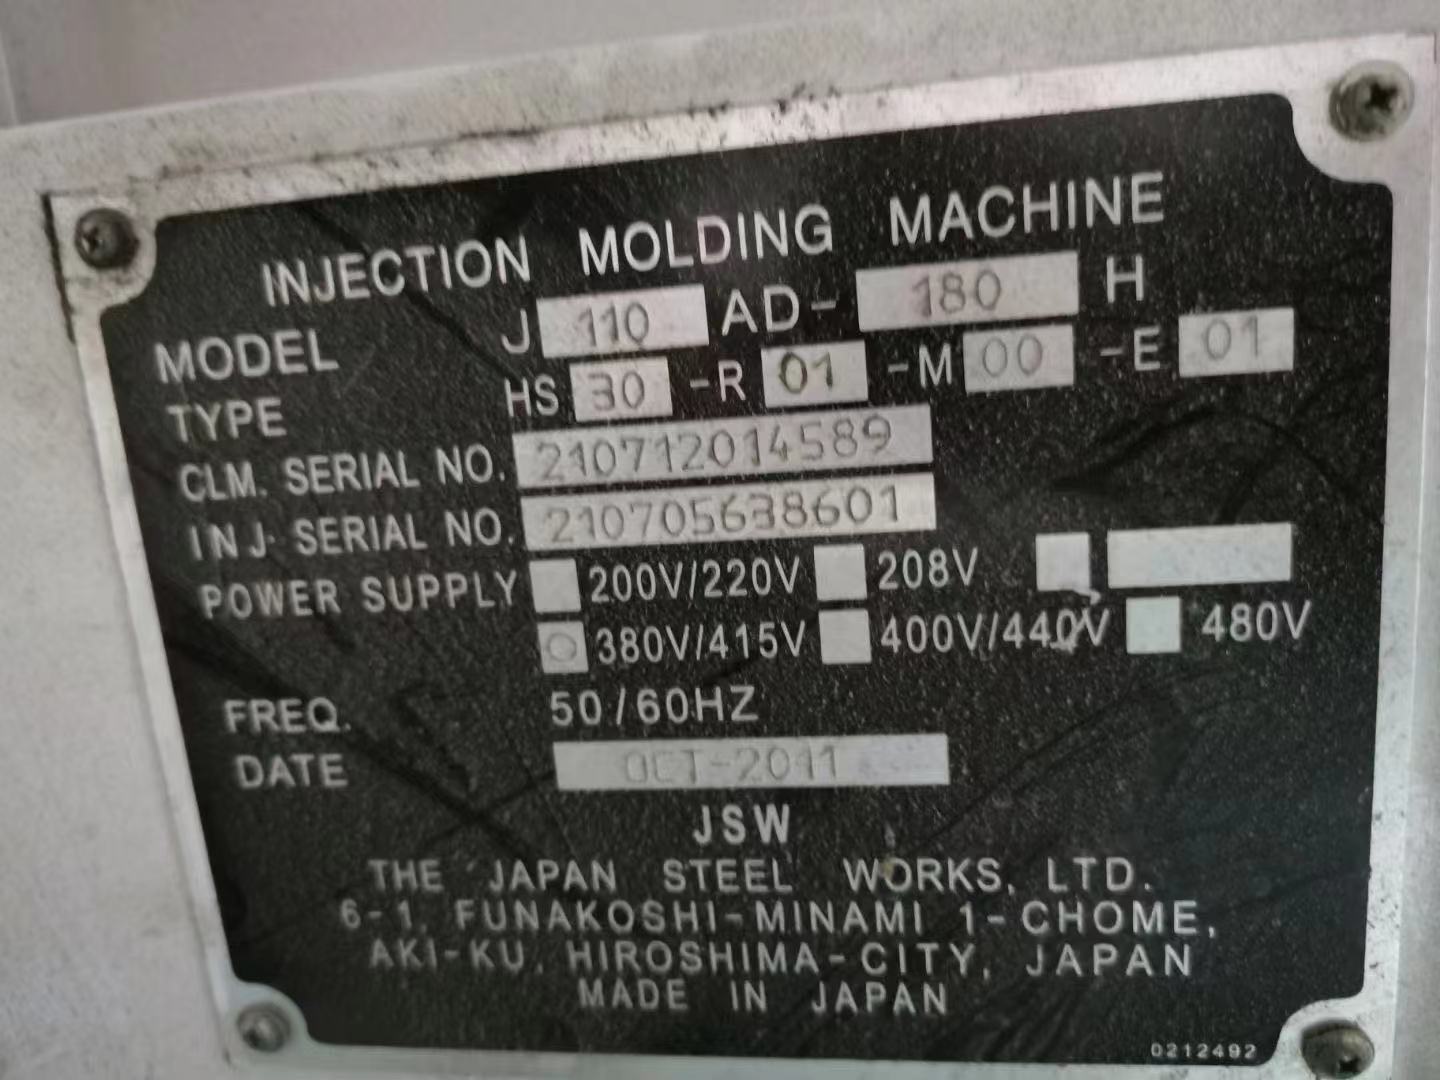 INJECTION MOLDING MACHINE
MODEL J 110 AD- 180 H
TYPE HS 30 -R 01 -M 00 -E 01
CLM. SERIAL NO. 210712014589
INJ. SERIAL NO. 210705638601
POWER SUPPLY 200V/220V 208V
380V/415V 400V/440V 480V
FREQ. 50/60HZ
DATE OCT-2011
JSW
THE JAPAN STEEL WORKS, LTD.
6-1, FUNAKOSHI-MINAMI 1-CHOME,
AKI-KU, HIROSHIMA-CITY, JAPAN
MADE IN JAPAN
0212492